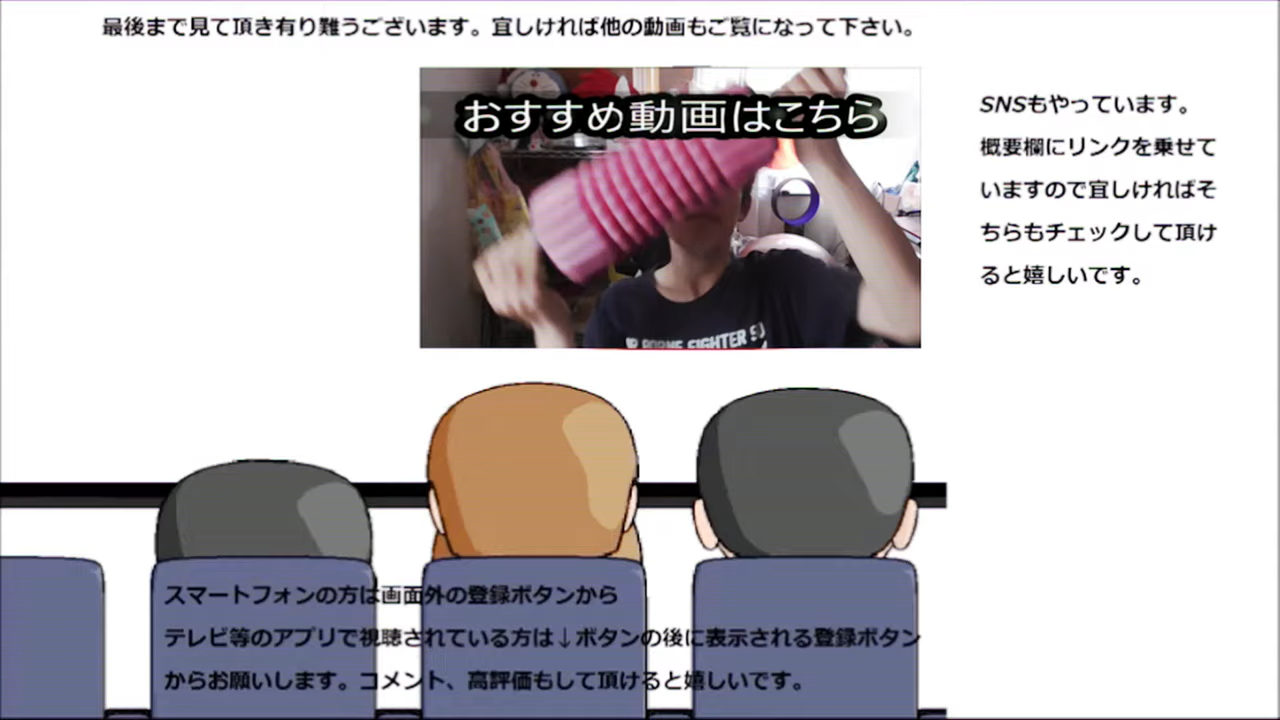 最後まで見て頂き有り難うございます。宜しければ他の動画もご覧になって下さい。
おすすめ動画はこちら
SNSもやっています。
概要欄にリンクを乗せて
いますので宜しければそ
ちらもチェックして頂け
ると嬉しいです。
FIGHTER
スマートフォンの方は画面外の登録ボタンから
テレビ等のアプリで視聴されている方は↓ボタンの後に表示される登録ボタン
からお願いします。コメント、高評価もして頂けると嬉しいです。